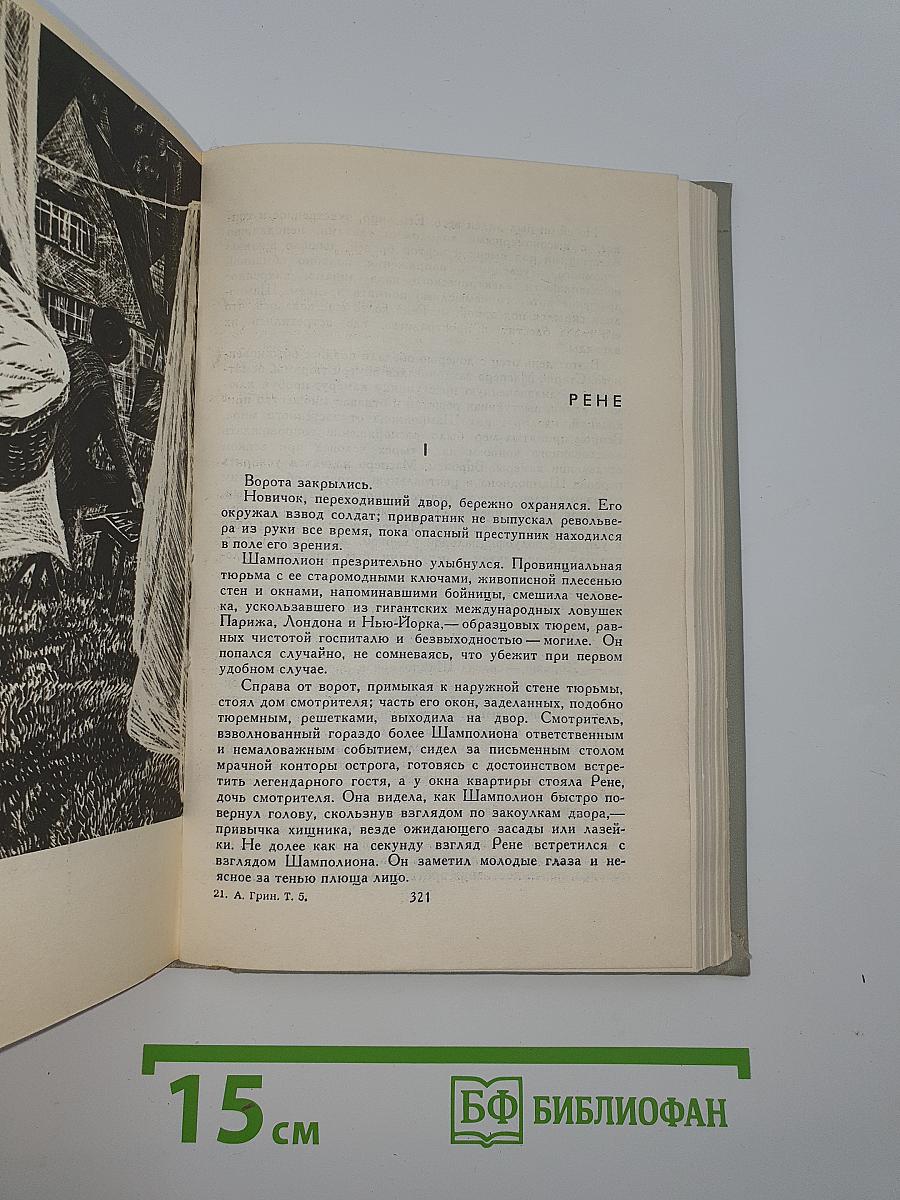 РЕНЕ
I
Ворота закрылись.
Новичок, переходивший двор, бережно охранялся. Его
окружал взвод солдат; привратник не выпускал револьве-
ра из руки все время, пока опасный преступник находился
в поле его зрения.
Шамполион презрительно улыбнулся. Провинциальная
тюрьма с ее старомодными ключами, живописной плесенью
стен и окнами, напоминавшими бойницы, смешила челове-
ка, ускользавшего из гигантских международных ловушек
Парижа, Лондона и Нью-Йорка,— образцовых тюрем, рав-
ных чистотой госпиталю и безвыходностью — могиле. Он
попался случайно, не сомневаясь, что убежит при первом
удобном случае.
Справа от ворот, примыкая к наружной стене тюрьмы,
стоял дом смотрителя; часть его окон, заделанных, подобно
тюремным, решетками, выходила на двор. Смотритель,
взволнованный гораздо более Шамполиона ответственным
и немаловажным событием, сидел за письменным столом
мрачной конторы острога, готовясь с достоинством встре-
тить легендарного гостя, а у окна квартиры стояла Рене,
дочь смотрителя. Она видела, как Шамполион быстро по-
вернул голову, скользнув взглядом по закоулкам двора,—
привычка хищника, везде ожидающего засады или лазей-
ки. Не далее как на секунду взгляд Рене встретился с
взглядом Шамполиона. Он заметил молодые глаза и не-
ясное за тенью плюща лицо.
21. А. Грин. Т. 5.
321
15 см
БФ БИБЛИОФАН